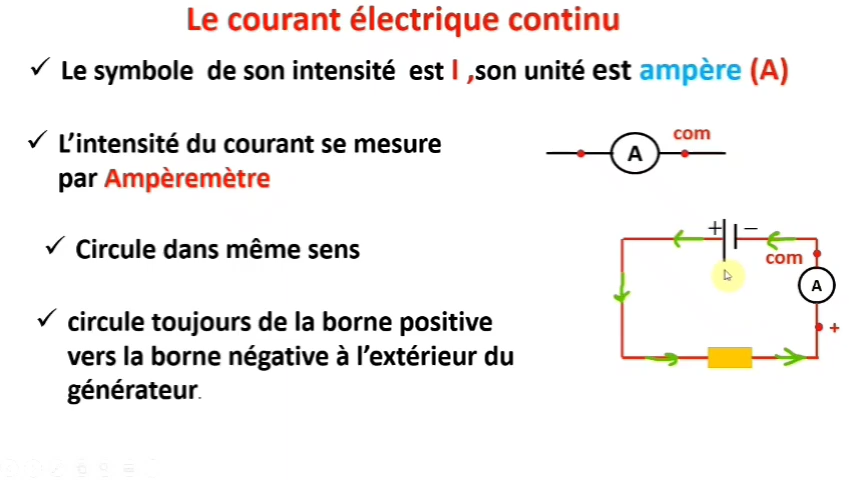 Le courant électrique continu
✓ Le symbole de son intensité est I ,son unité est ampère (A)
✓ L'intensité du courant se mesure
par Ampèremètre
com
A
✓ Circule dans même sens
+ −
com
A
+
✓ circule toujours de la borne positive
vers la borne négative à l'extérieur du
générateur.